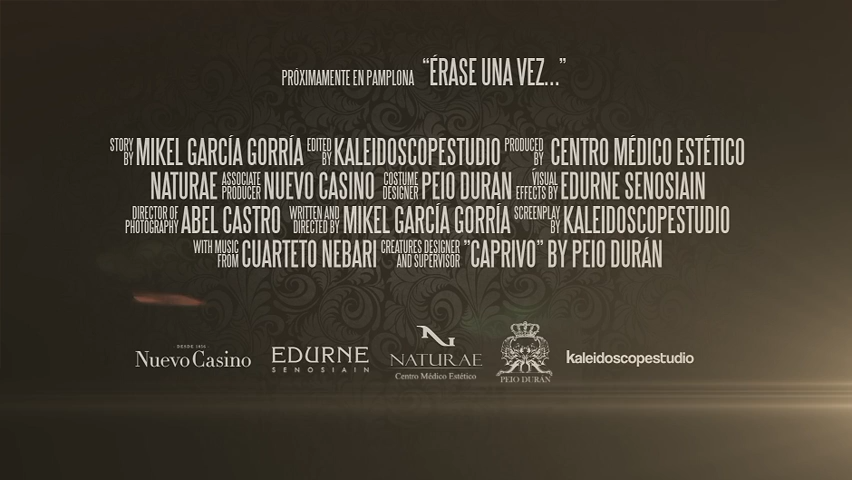 PRÓXIMAMENTE EN PAMPLONA "ÉRASE UNA VEZ..."
STORY BY MIKEL GARCÍA GORRÍA EDITED BY KALEIDOSCOPESTUDIO PRODUCED BY CENTRO MÉDICO ESTÉTICO
NATURAE ASSOCIATE PRODUCER NUEVO CASINO COSTUME DESIGNER PEIO DURAN VISUAL EFFECTS BY EDURNE SENOSIAIN
DIRECTOR OF PHOTOGRAPHY ABEL CASTRO WRITTEN AND DIRECTED BY MIKEL GARCÍA GORRÍA SCREENPLAY BY KALEIDOSCOPESTUDIO
WITH MUSIC FROM CUARTETO NEBARI CREATURES DESIGNER AND SUPERVISOR "CAPRIVO" BY PEIO DURÁN
Nuevo Casino
EDURNE
SENOSIAIN
N
NATURAE
Centro Médico Estético
PEIO DURÁN
kaleidoscopestudio